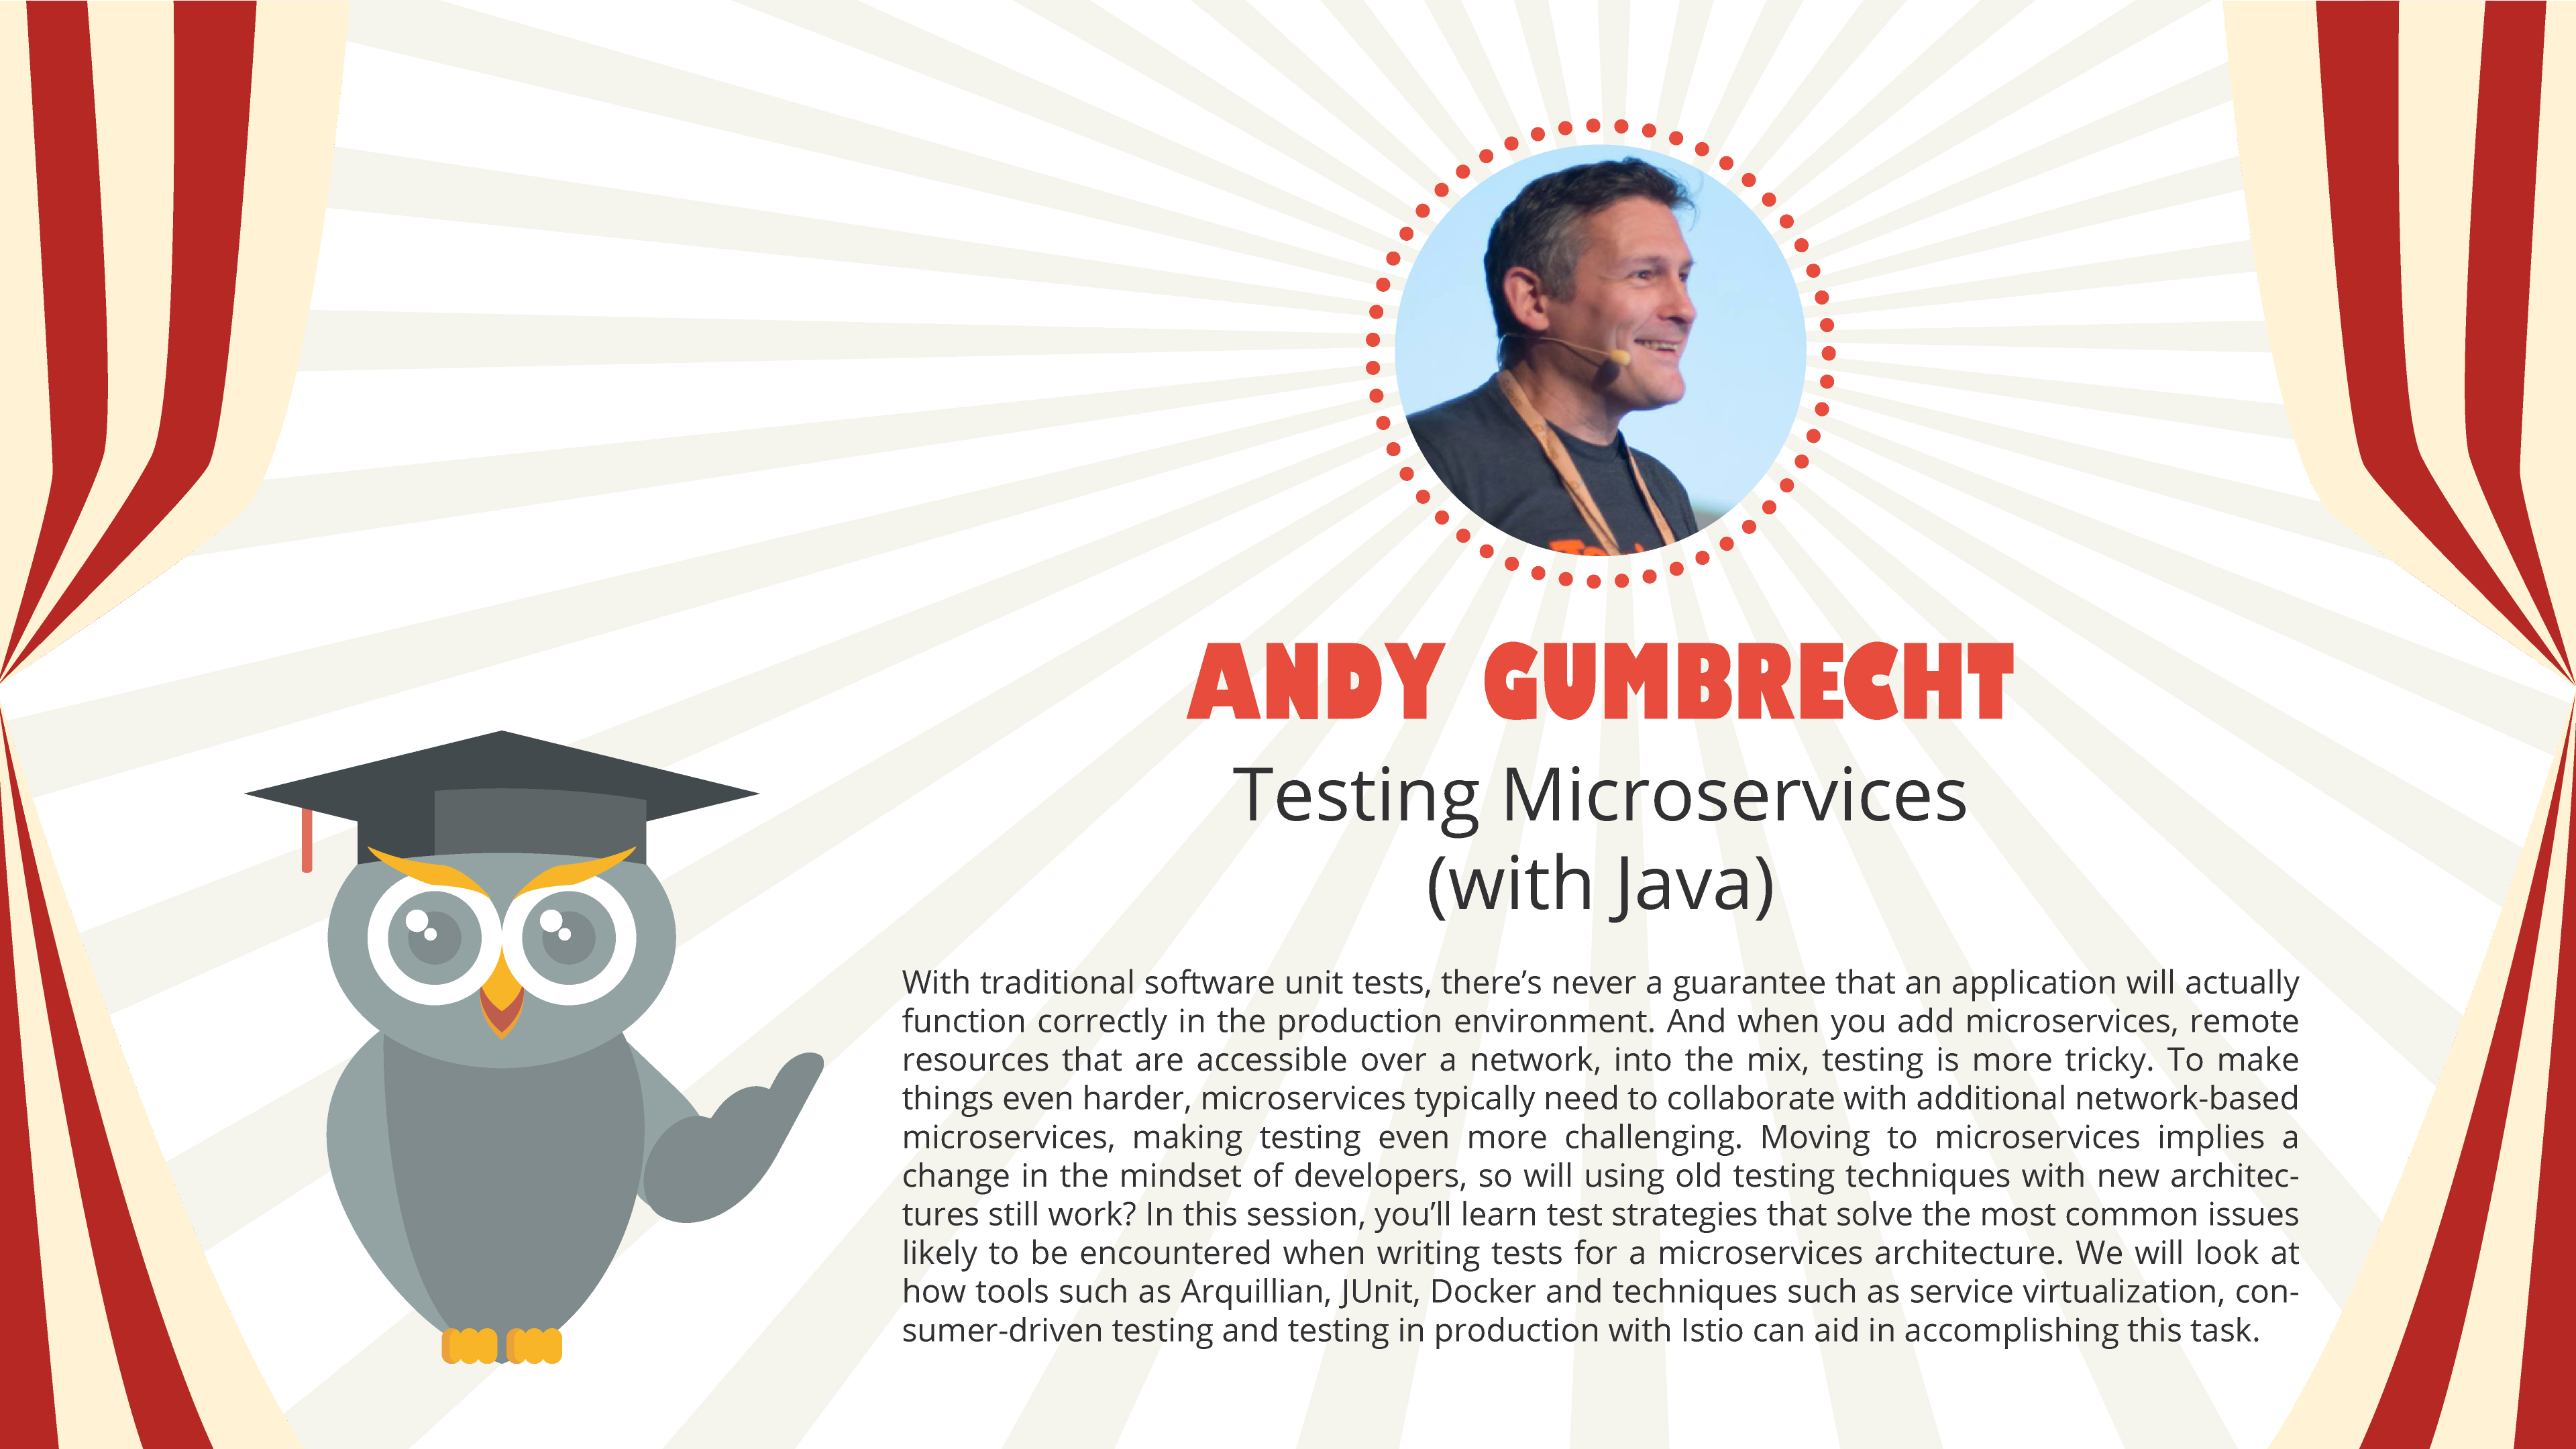 ANDY GUMBRECHT
Testing Microservices
(with Java)
With traditional software unit tests, there’s never a guarantee that an application will actually
function correctly in the production environment. And when you add microservices, remote
resources that are accessible over a network, into the mix, testing is more tricky. To make
things even harder, microservices typically need to collaborate with additional network-based
microservices, making testing even more challenging. Moving to microservices implies a
change in the mindset of developers, so will using old testing techniques with new architec-
tures still work? In this session, you’ll learn test strategies that solve the most common issues
likely to be encountered when writing tests for a microservices architecture. We will look at
how tools such as Arquillian, JUnit, Docker and techniques such as service virtualization, con-
sumer-driven testing and testing in production with Istio can aid in accomplishing this task.